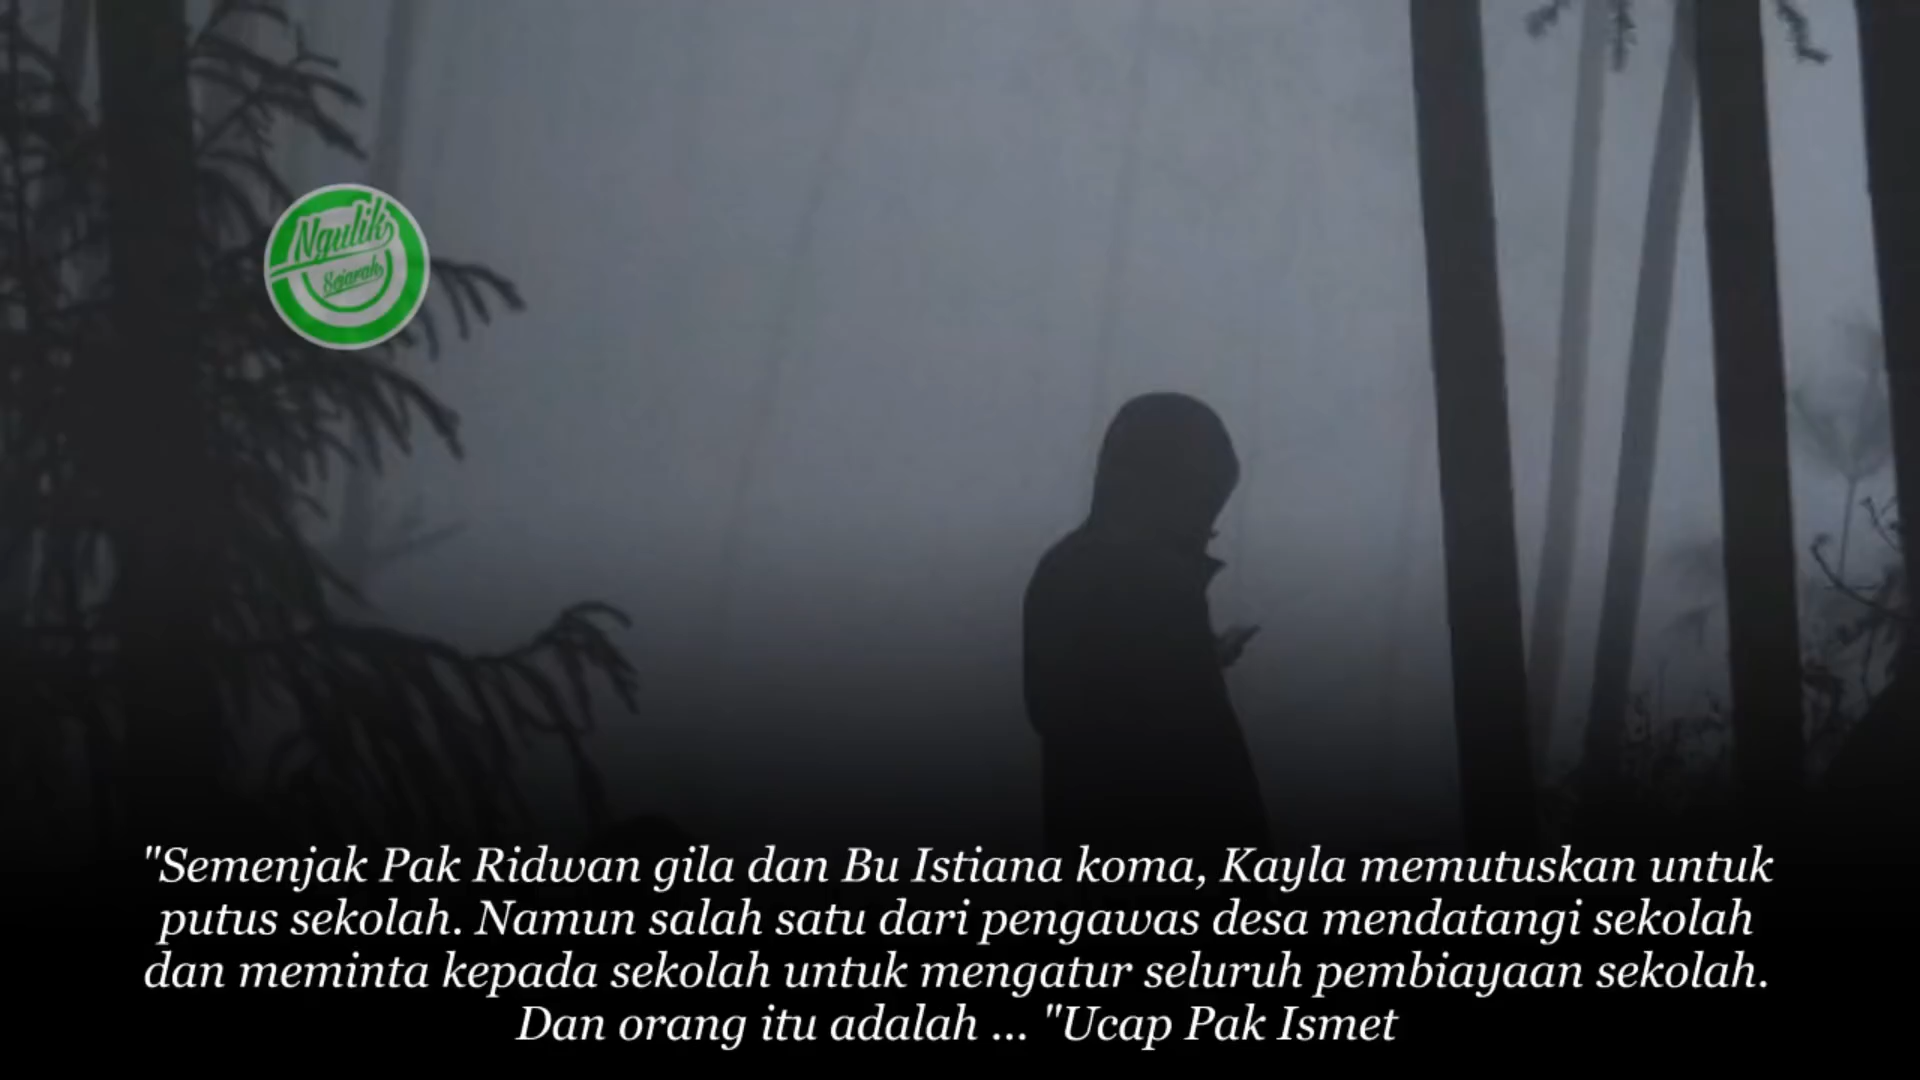 Ngulik
Sejarah
"Semenjak Pak Ridwan gila dan Bu Istiana koma, Kayla memutuskan untuk
putus sekolah. Namun salah satu dari pengawas desa mendatangi sekolah
dan meminta kepada sekolah untuk mengatur seluruh pembiayaan sekolah.
Dan orang itu adalah ... "Ucap Pak Ismet